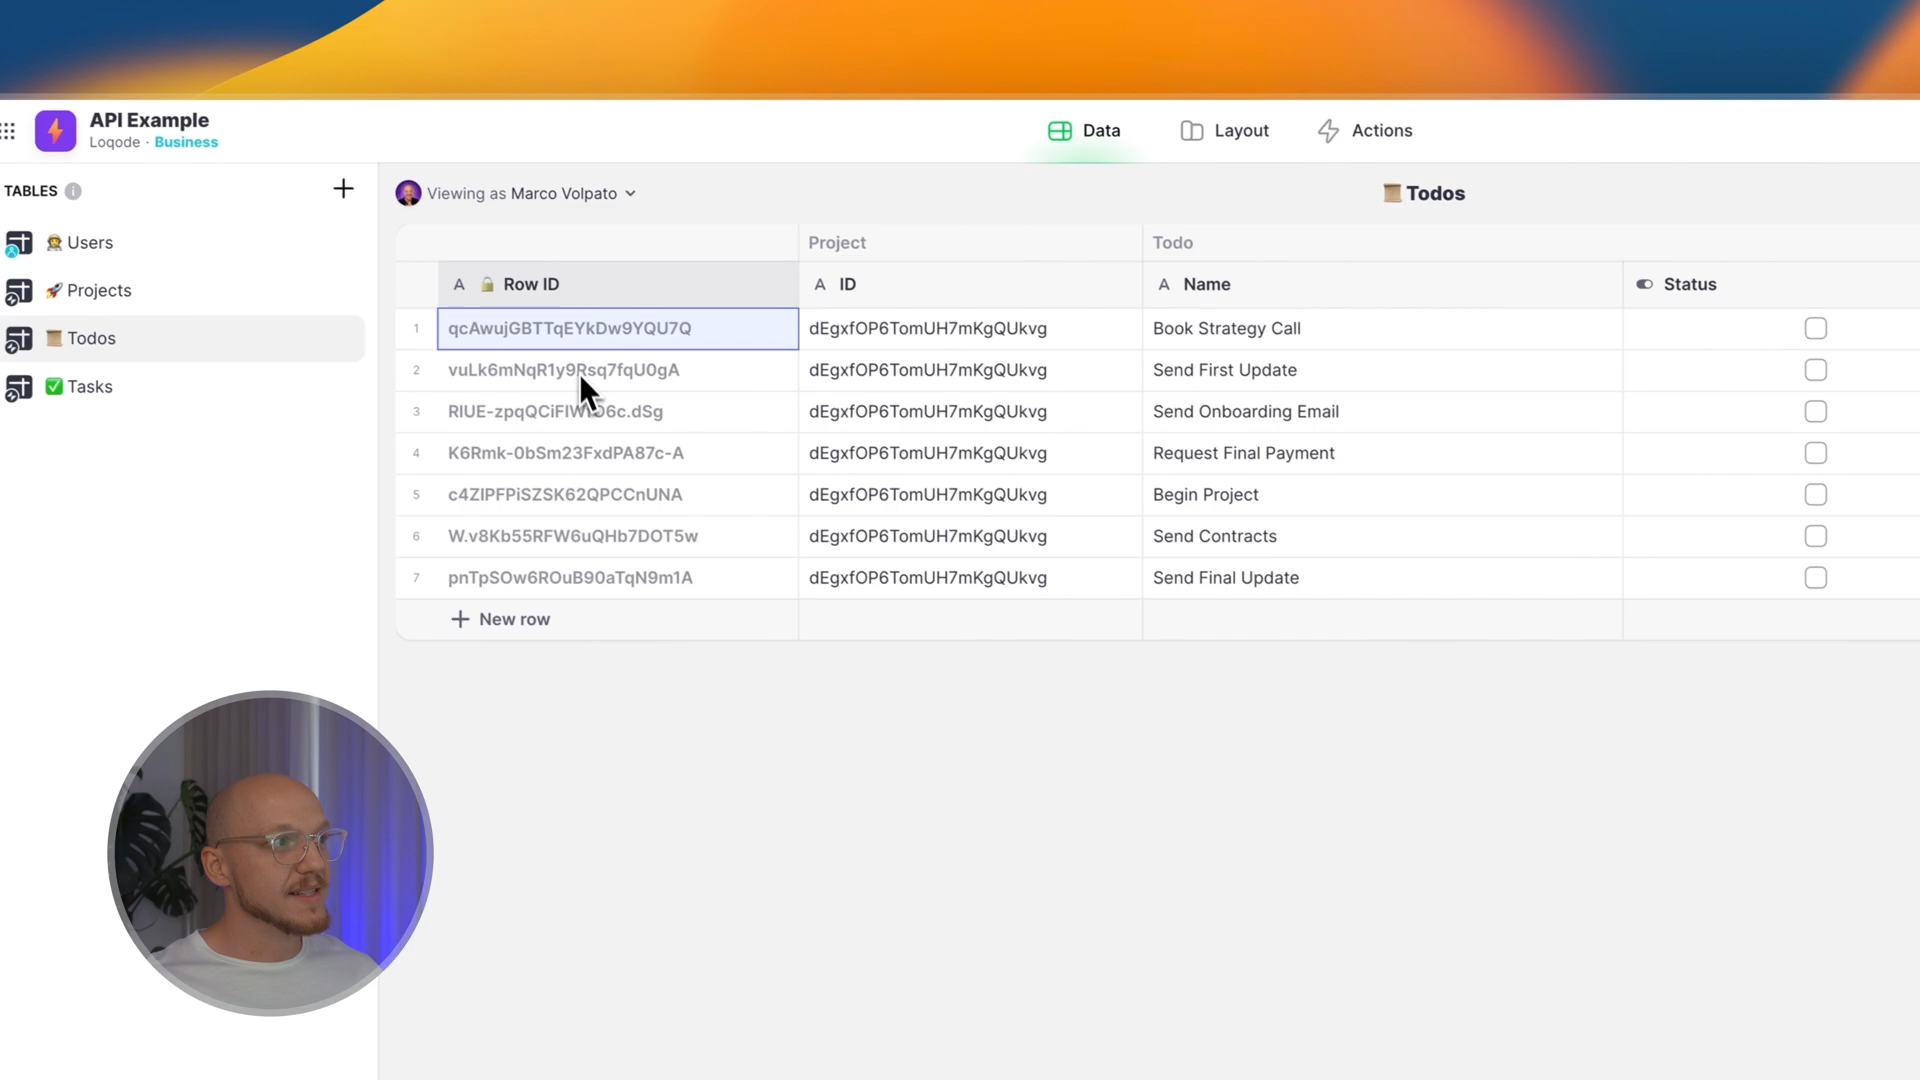 API Example
Loqode · Business
Data
Layout
Actions
TABLES
Users
Projects
Todos
Tasks
Viewing as Marco Volpato
Todos
Project Todo
Row ID ID Name Status
1 qcAwujGBTTqEYkDw9YQU7Q dEgxfOP6TomUH7mKgQUkvg Book Strategy Call
2 vuLk6mNqR1y9Rsq7fqU0gA dEgxfOP6TomUH7mKgQUkvg Send First Update
3 dEgxfOP6TomUH7mKgQUkvg Send Onboarding Email
4 K6Rmk-0bSm23FxdPA87c-A dEgxfOP6TomUH7mKgQUkvg Request Final Payment
5 c4ZIPFPiSZSK62QPCCnUNA dEgxfOP6TomUH7mKgQUkvg Begin Project
6 W.v8Kb55RFW6uQHb7DOT5w dEgxfOP6TomUH7mKgQUkvg Send Contracts
7 pnTpSOw6ROuB90aTqN9m1A dEgxfOP6TomUH7mKgQUkvg Send Final Update
New row